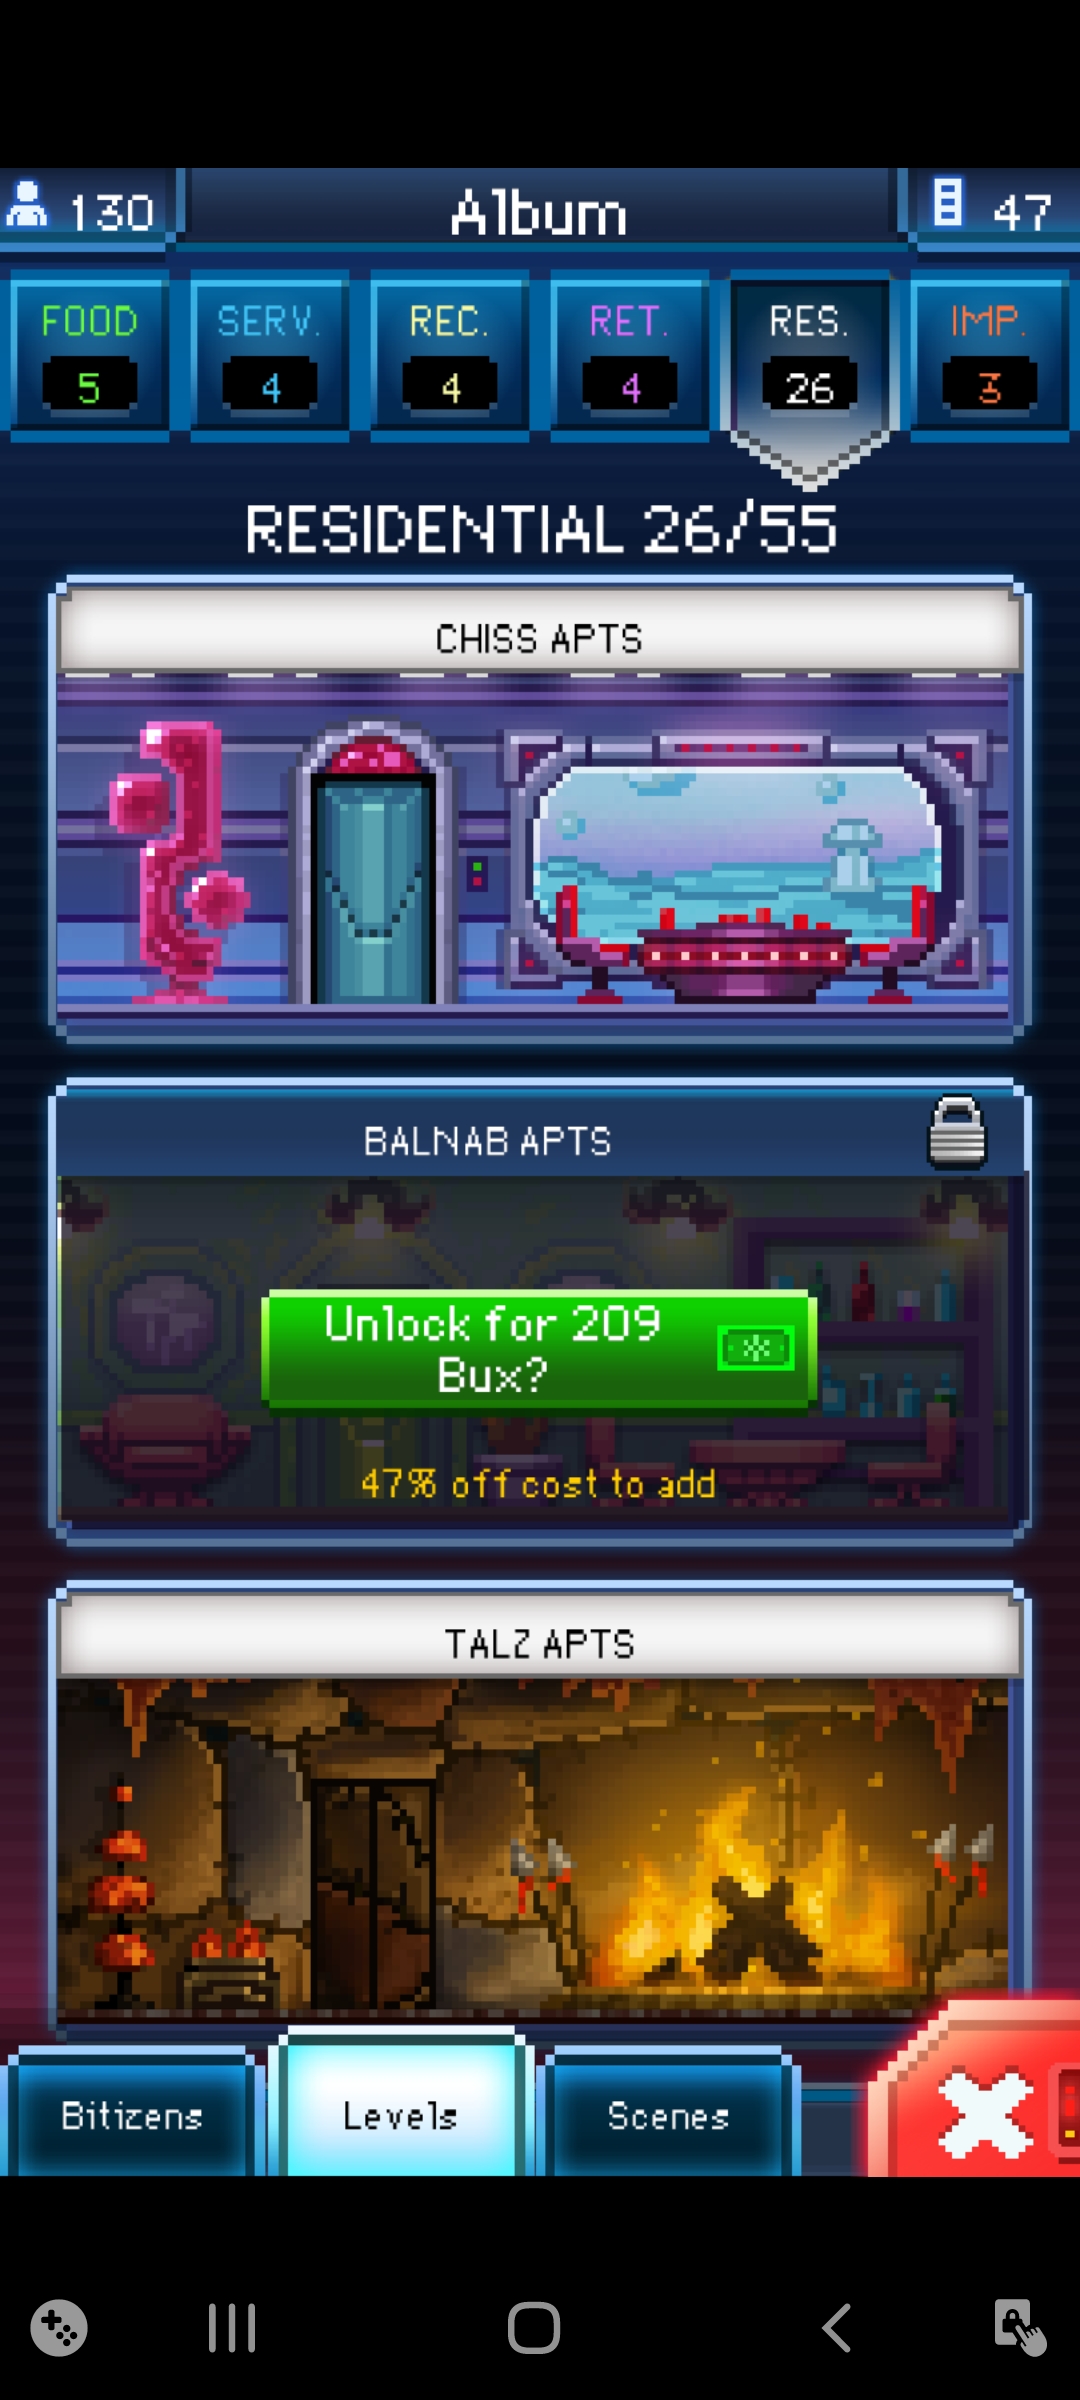 130
Album
47
FOOD
5
SERV.
4
REC.
4
RET.
4
RES.
26
IMP.
3
RESIDENTIAL 26/55
CHISS APTS
BALNAB APTS
Unlock for 209
Bux?
47% off cost to add
TALZ APTS
Bitizens
Levels
Scenes